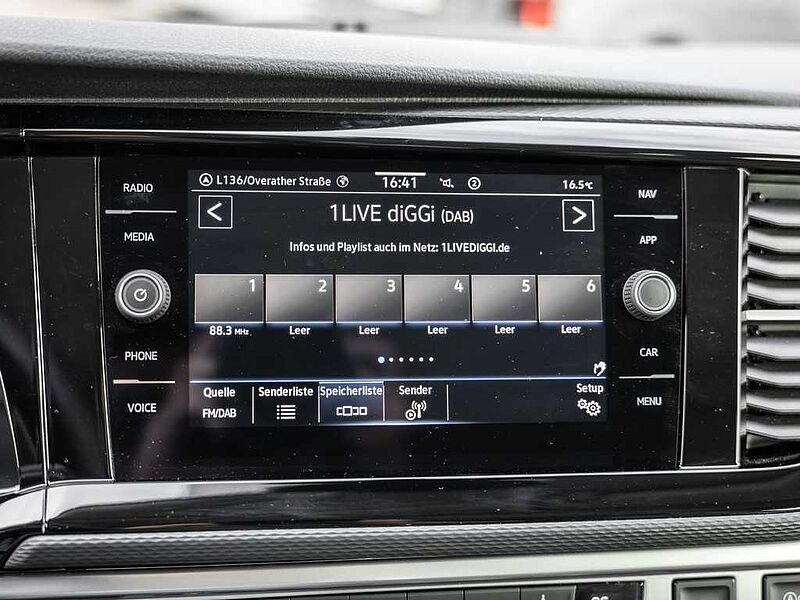 RADIO
MEDIA
PHONE
VOICE
A L136/Overather Straße 16:41 2 16.5°C
1LIVE diGGi (DAB)
Infos und Playlist auch im Netz: 1LIVEDIGGI.de
1 2 3 4 5 6
88.3 MHz Leer Leer Leer Leer Leer
Quelle Senderliste Speicherliste Sender Setup
FM/DAB
NAV
APP
CAR
MENU